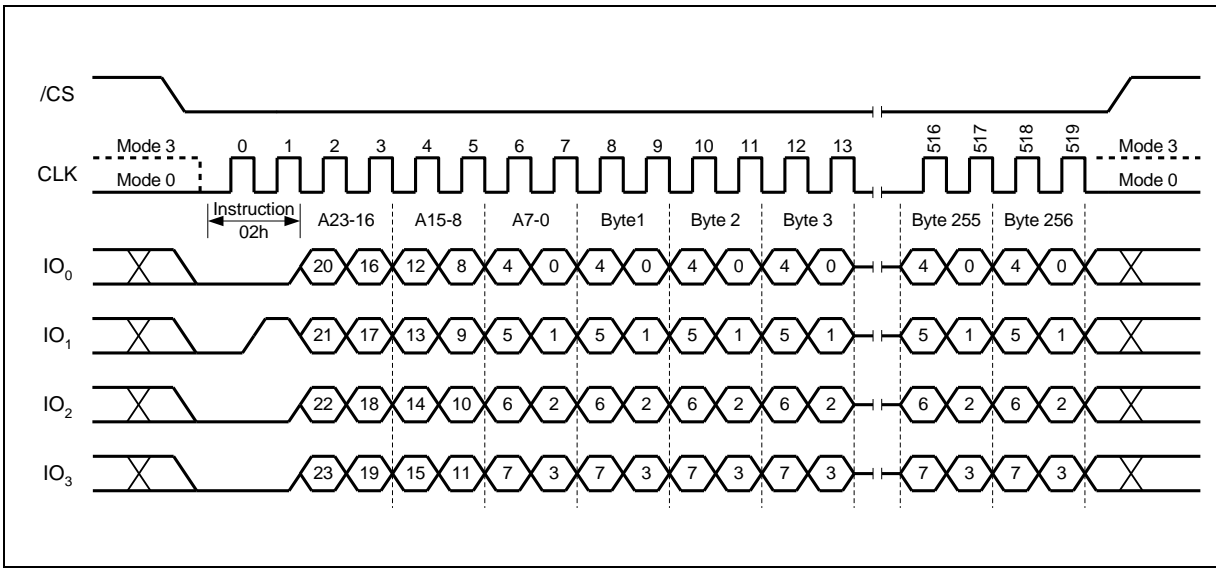 /CS
Mode 3 0 1 2 3 4 5 6 7 8 9 10 11 12 13 516 517 518 519 Mode 3
CLK Mode 0 Mode 0
Instruction
02h A23-16 A15-8 A7-0 Byte1 Byte 2 Byte 3 Byte 255 Byte 256
IO0 20 16 12 8 4 0 4 0 4 0 4 0 4 0 4 0
IO1 21 17 13 9 5 1 5 1 5 1 5 1 5 1 5 1
IO2 22 18 14 10 6 2 6 2 6 2 6 2 6 2 6 2
IO3 23 19 15 11 7 3 7 3 7 3 7 3 7 3 7 3